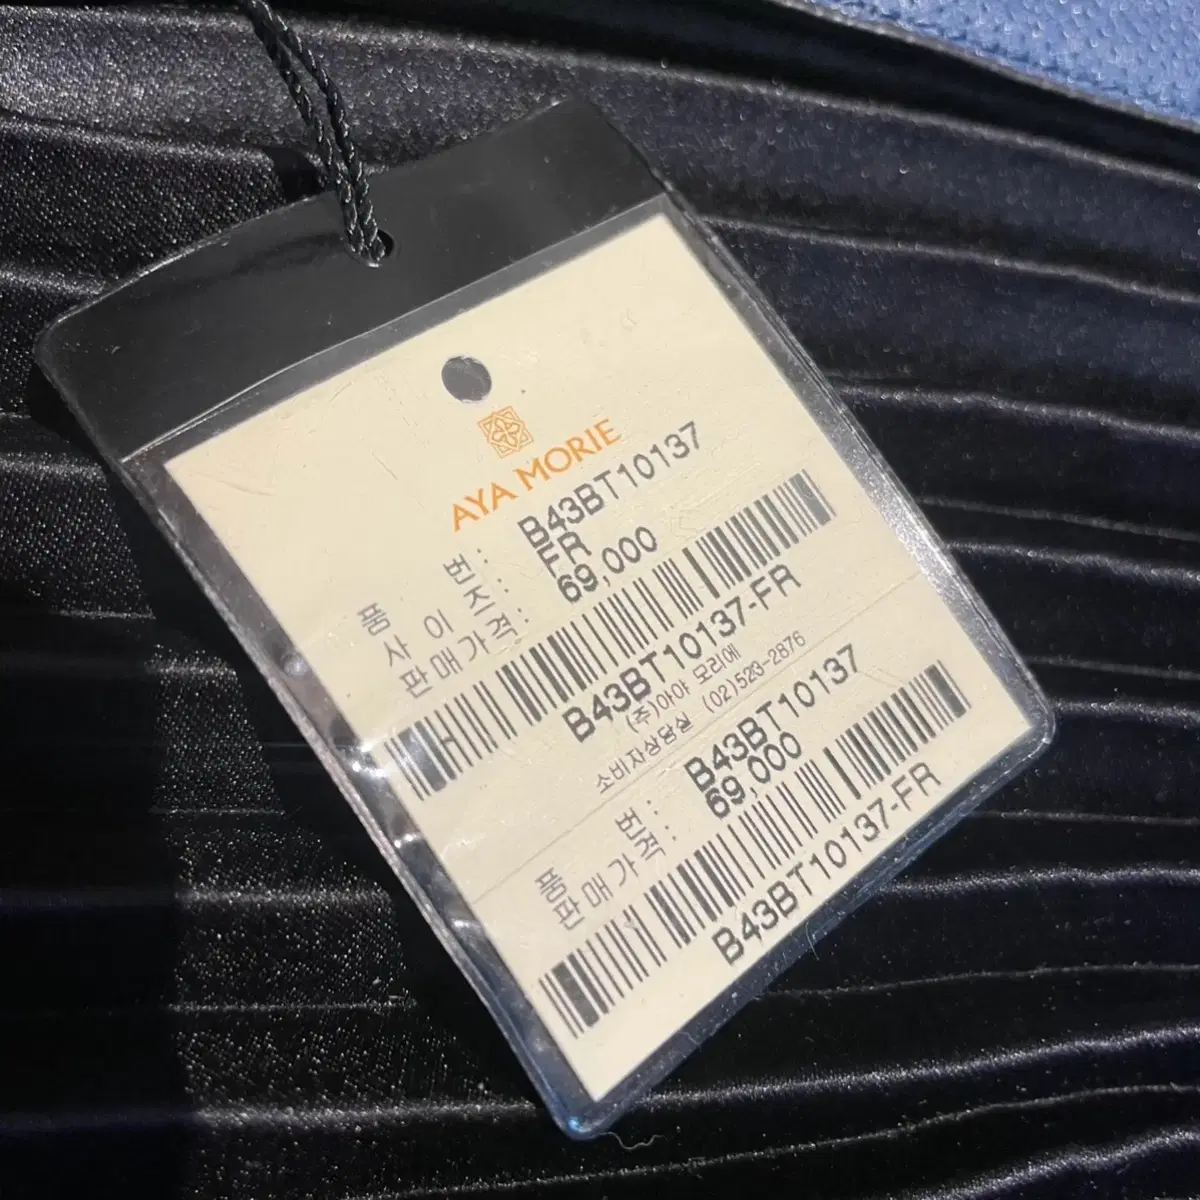 AYA MORIE
품 번 : B43BT10137
사 이 즈 : FR
판매가격 : 69,000
B43BT10137-FR
(주)아야 모리에
소비자상담실 (02)523-2876
품 번 : B43BT10137
판매가격 : 69,000
B43BT10137-FR